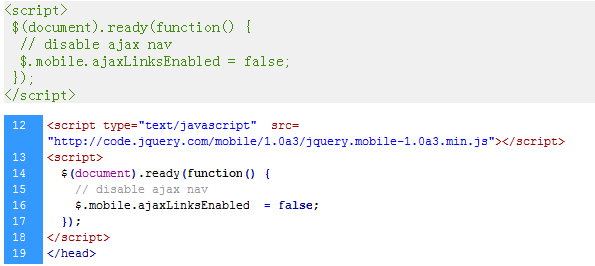 <script>
$(document).ready(function() {
// disable ajax nav
$.mobile.ajaxLinksEnabled = false;
});
</script>
12 <script type="text/javascript"  src=
"http://code.jquery.com/mobile/1.0a3/jquery.mobile-1.0a3.min.js"></script>
13 <script>
14 $(document).ready(function() {
15 // disable ajax nav
16 $.mobile.ajaxLinksEnabled  = false;
17 });
18 </script>
19 </head>